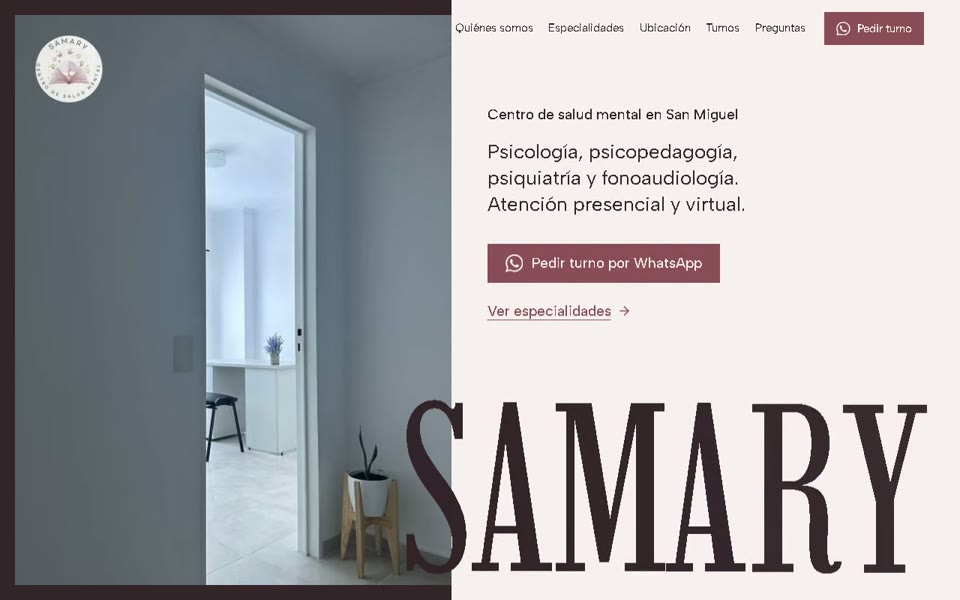 SAMARY
CENTRO DE SALUD MENTAL
Quiénes somos
Especialidades
Ubicación
Turnos
Preguntas
Pedir turno
Centro de salud mental en San Miguel
Psicología, psicopedagogía,
psiquiatría y fonoaudiología.
Atención presencial y virtual.
Pedir turno por WhatsApp
Ver especialidades →
SAMARY